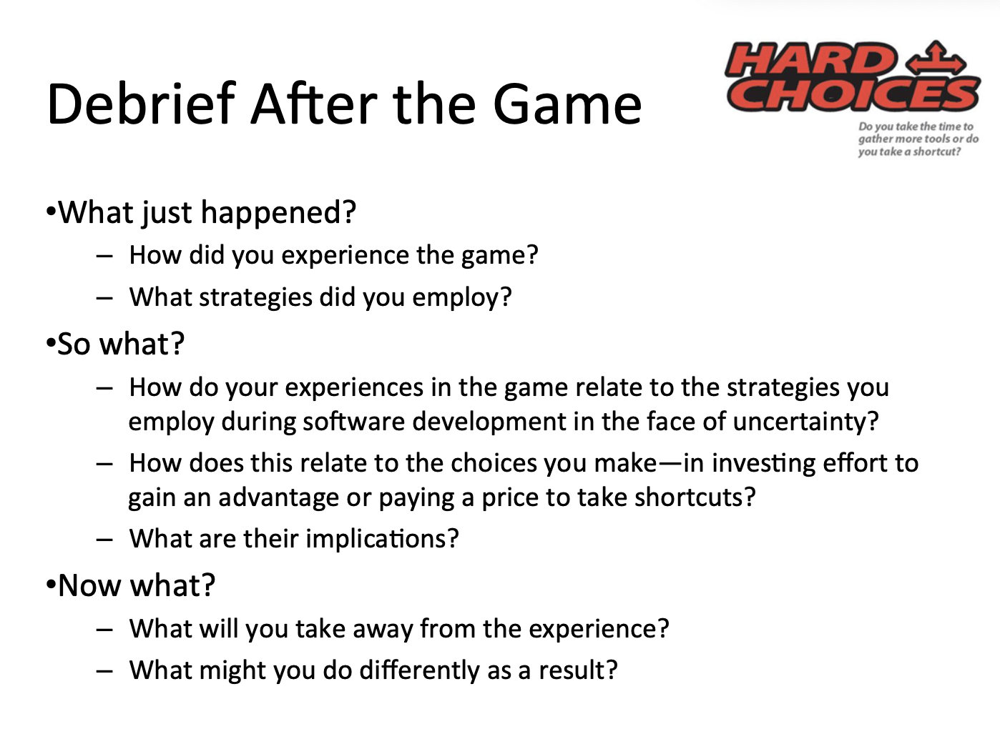 HARD
CHOICES
Do you take the time to
gather more tools or do
you take a shortcut?
Debrief After the Game
•What just happened?
– How did you experience the game?
– What strategies did you employ?
•So what?
– How do your experiences in the game relate to the strategies you
employ during software development in the face of uncertainty?
– How does this relate to the choices you make—in investing effort to
gain an advantage or paying a price to take shortcuts?
– What are their implications?
•Now what?
– What will you take away from the experience?
– What might you do differently as a result?